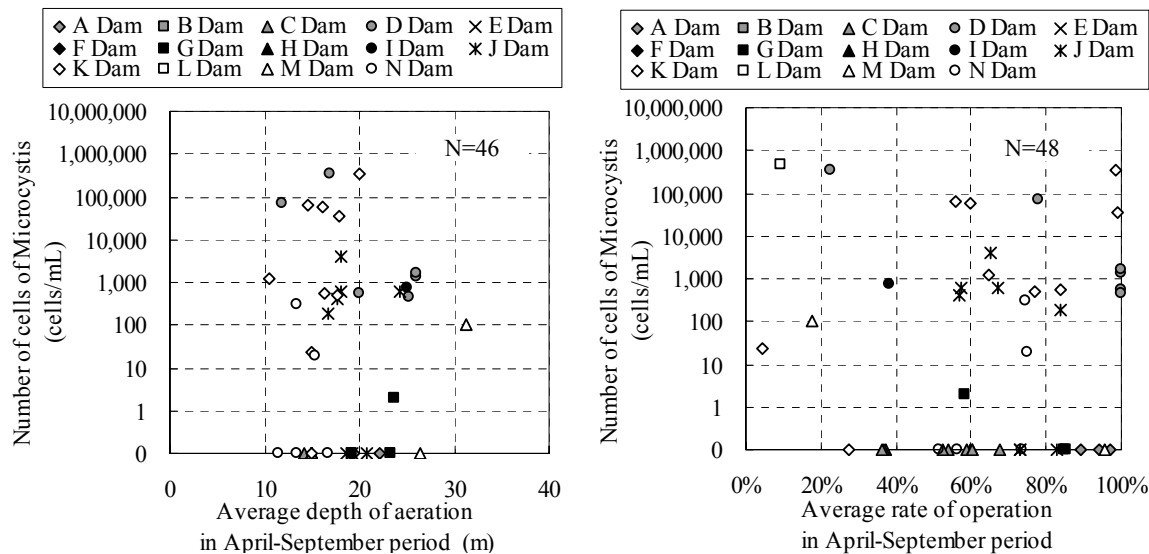 A Dam B Dam C Dam D Dam E Dam
F Dam G Dam H Dam I Dam J Dam
K Dam L Dam M Dam N Dam
Number of cells of Microcystis
(cells/mL)
10,000,000
1,000,000
100,000
10,000
1,000
100
10
1
0
N=46
0 10 20 30 40
Average depth of aeration
in April-September period (m)
A Dam B Dam C Dam D Dam E Dam
F Dam G Dam H Dam I Dam J Dam
K Dam L Dam M Dam N Dam
Number of cells of Microcystis
(cells/mL)
10,000,000
1,000,000
100,000
10,000
1,000
100
10
1
0
N=48
0% 20% 40% 60% 80% 100%
Average rate of operation
in April-September period